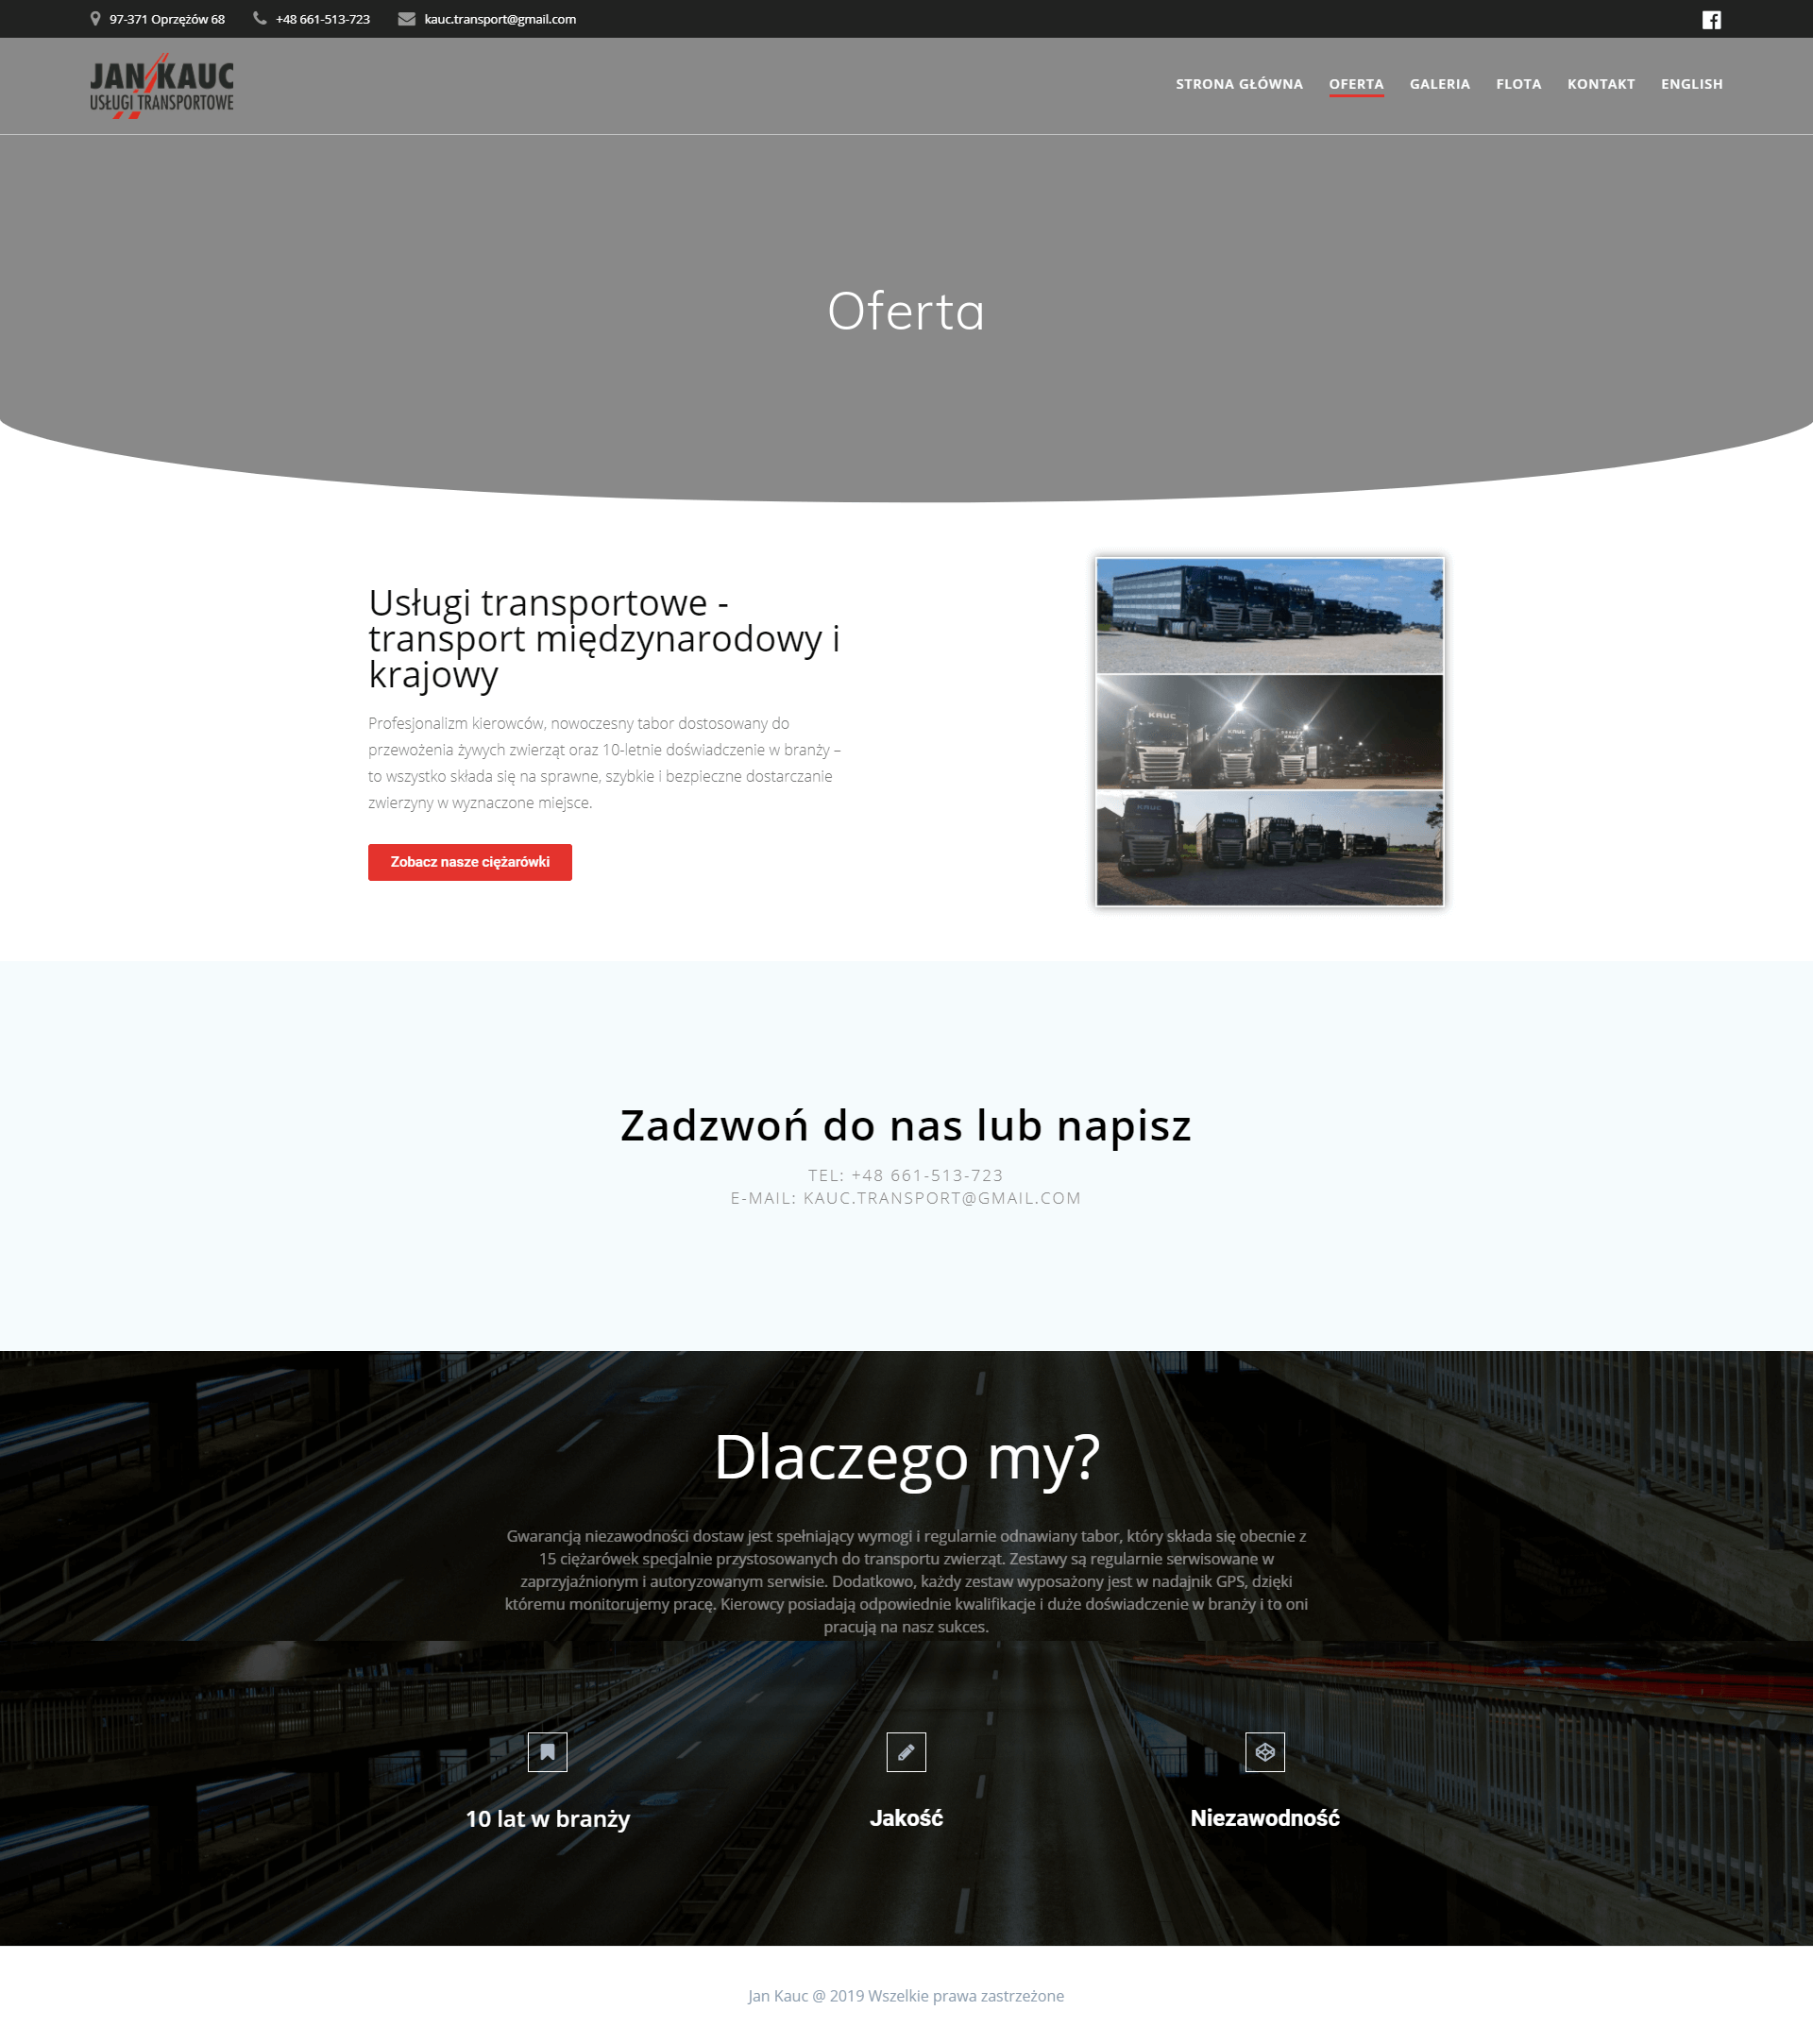 97-371 Oprzężów 68
+48 661-513-723
kauc.transport@gmail.com
JAN KAUC
USŁUGI TRANSPORTOWE
STRONA GŁÓWNA
OFERTA
GALERIA
FLOTA
KONTAKT
ENGLISH
Oferta
Usługi transportowe -
transport międzynarodowy i
krajowy
Profesjonalizm kierowców, nowoczesny tabor dostosowany do
przewożenia żywych zwierząt oraz 10-letnie doświadczenie w branży –
to wszystko składa się na sprawne, szybkie i bezpieczne dostarczanie
zwierzyny w wyznaczone miejsce.
Zobacz nasze ciężarówki
KAUC
KAUC
KAUC
KAUC
KAUC
Zadzwoń do nas lub napisz
TEL: +48 661-513-723
E-MAIL: KAUC.TRANSPORT@GMAIL.COM
Dlaczego my?
Gwarancją niezawodności dostaw jest spełniający wymogi i regularnie odnawiany tabor, który składa się obecnie z
15 ciężarówek specjalnie przystosowanych do transportu zwierząt. Zestawy są regularnie serwisowane w
zaprzyjaźnionym i autoryzowanym serwisie. Dodatkowo, każdy zestaw wyposażony jest w nadajnik GPS, dzięki
któremu monitorujemy pracę. Kierowcy posiadają odpowiednie kwalifikacje i duże doświadczenie w branży i to oni
pracują na nasz sukces.
10 lat w branży
Jakość
Niezawodność
Jan Kauc @ 2019 Wszelkie prawa zastrzeżone